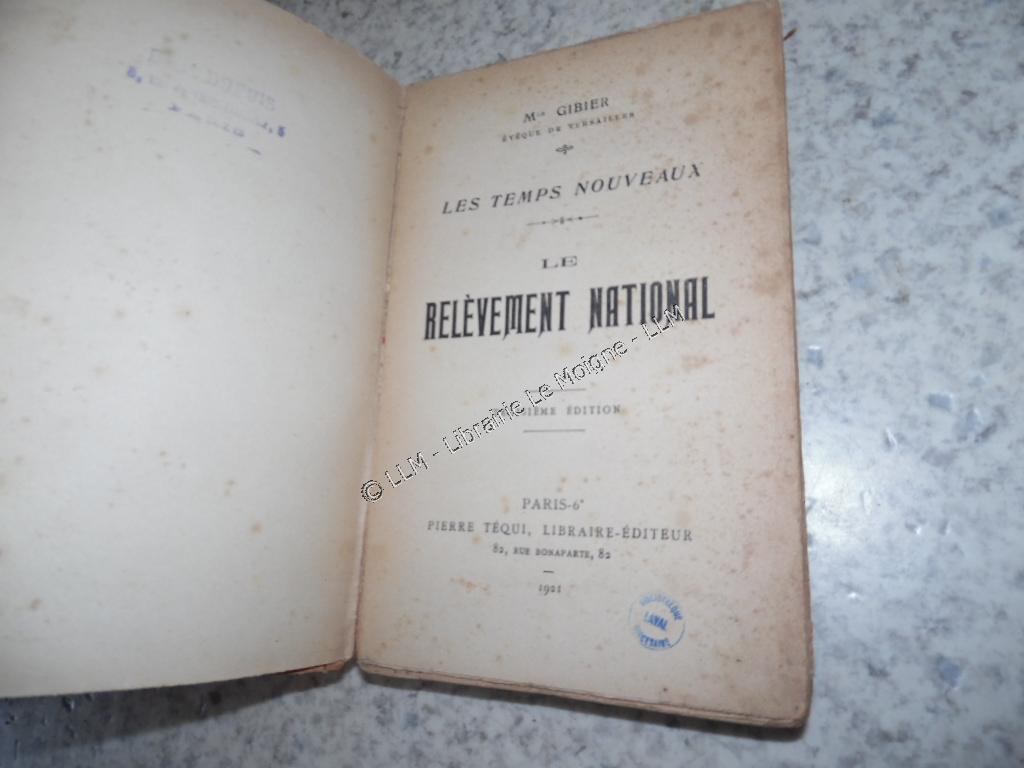 Mgr GIBIER
ÉVÊQUE DE VERSAILLES
LES TEMPS NOUVEAUX
LE
RELÈVEMENT NATIONAL
ÉDITION
PARIS-6e
PIERRE TÉQUI, LIBRAIRE-ÉDITEUR
82, RUE BONAPARTE, 82
1921
LAVAL
© LLM - Librairie Le Moigne - LLM